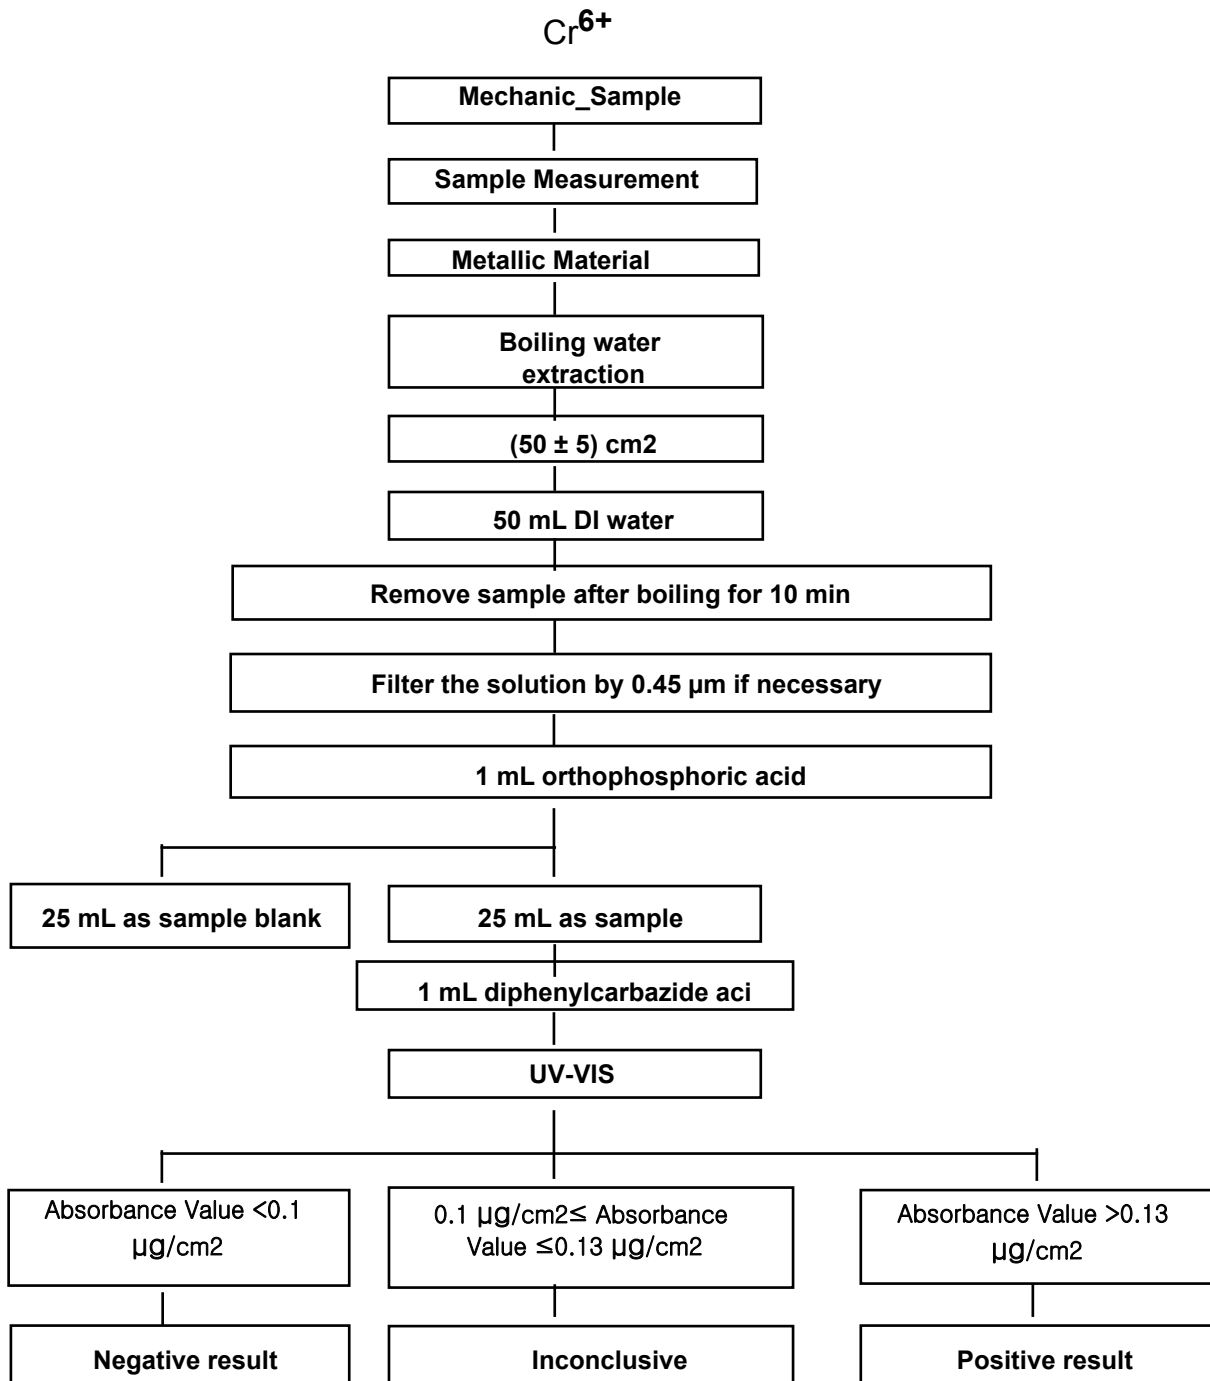 Cr6+
Mechanic_Sample
Sample Measurement
Metallic Material
Boiling water
extraction
(50 ± 5) cm2
50 mL DI water
Remove sample after boiling for 10 min
Filter the solution by 0.45 µm if necessary
1 mL orthophosphoric acid
25 mL as sample blank
25 mL as sample
1 mL diphenylcarbazide aci
UV-VIS
Absorbance Value <0.1
µg/cm2
0.1 µg/cm2≤ Absorbance
Value ≤0.13 µg/cm2
Absorbance Value >0.13
µg/cm2
Negative result
Inconclusive
Positive result